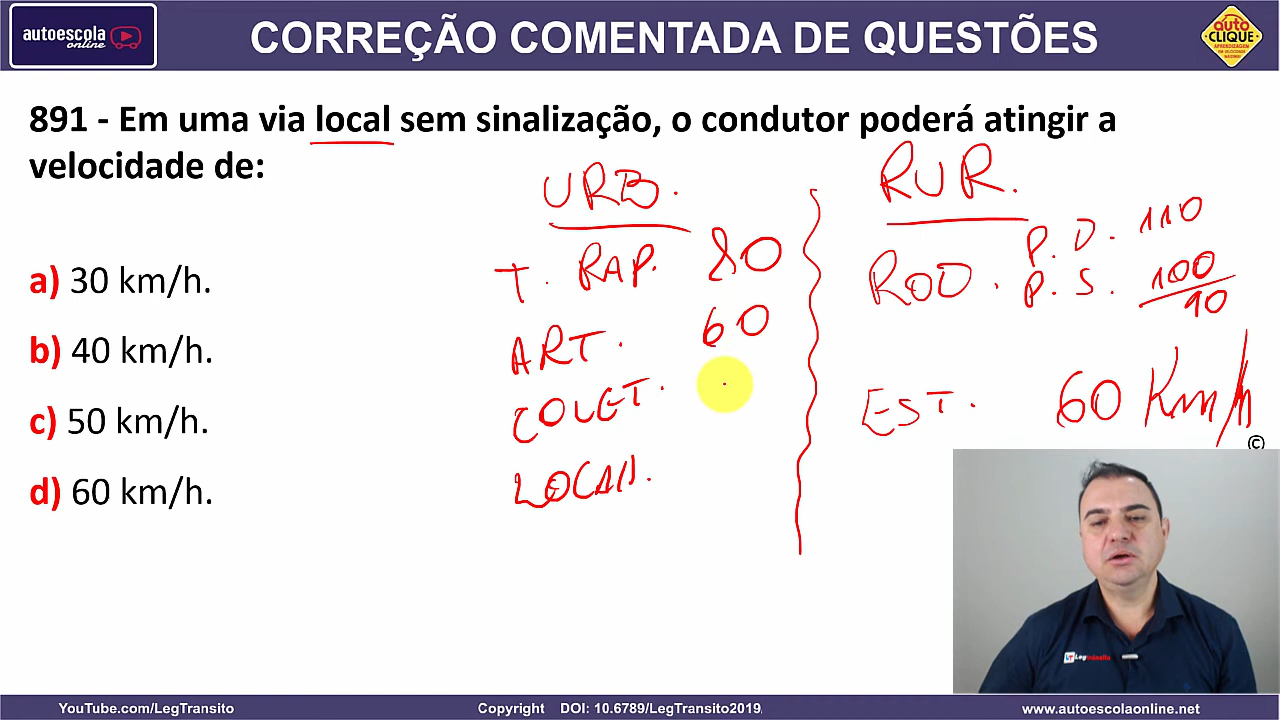 autoescola
online
CORREÇÃO COMENTADA DE QUESTÕES
auto
CLIQUE
891 - Em uma via local sem sinalização, o condutor poderá atingir a
velocidade de:
a) 30 km/h.
b) 40 km/h.
c) 50 km/h.
d) 60 km/h.
URB.
T. RAP. 80
ART. 60
COLET.
LOCAL.
RUR.
ROD. P. D. 110
P. S. 100
90
EST. 60 Km/h
©
Legtrânsito
YouTube.com/LegTransito
Copyright DOI: 10.6789/LegTransito2019
www.autoescolaonline.net